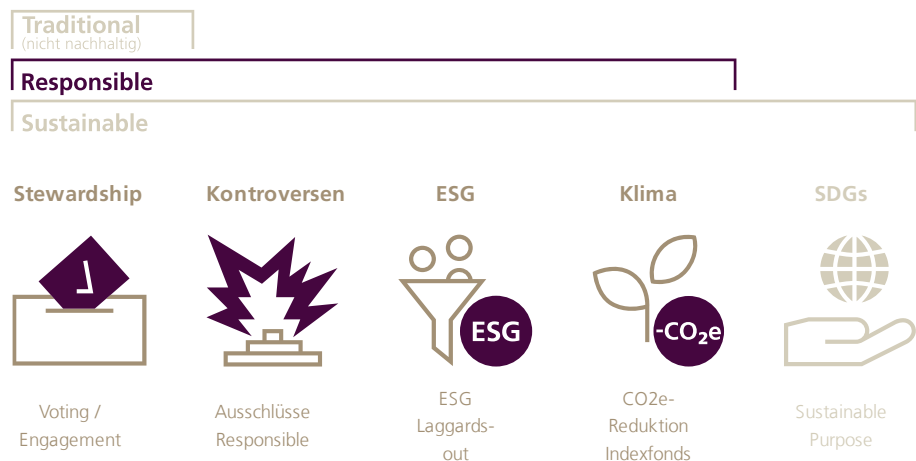 Traditional
(nicht nachhaltig)
Responsible
Sustainable
Stewardship
Kontroversen
ESG
Klima
SDGs
ESG
-CO₂e
Voting /
Engagement
Ausschlüsse
Responsible
ESG
Laggards-
out
CO2e-
Reduktion
Indexfonds
Sustainable
Purpose